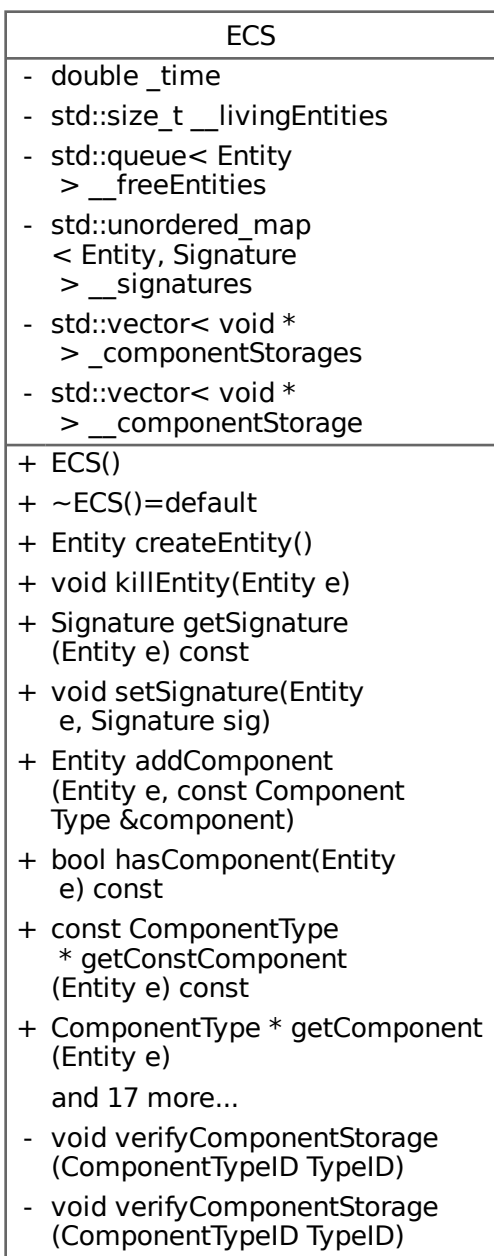 ECS
- double _time
- std::size_t __livingEntities
- std::queue< Entity
> __freeEntities
- std::unordered_map
< Entity, Signature
> __signatures
- std::vector< void *
> _componentStorages
- std::vector< void *
> __componentStorage
+ ECS()
+ ~ECS()=default
+ Entity createEntity()
+ void killEntity(Entity e)
+ Signature getSignature
(Entity e) const
+ void setSignature(Entity
e, Signature sig)
+ Entity addComponent
(Entity e, const Component
Type &component)
+ bool hasComponent(Entity
e) const
+ const ComponentType
* getConstComponent
(Entity e) const
+ ComponentType * getComponent
(Entity e)
and 17 more...
- void verifyComponentStorage
(ComponentTypeID TypeID)
- void verifyComponentStorage
(ComponentTypeID TypeID)